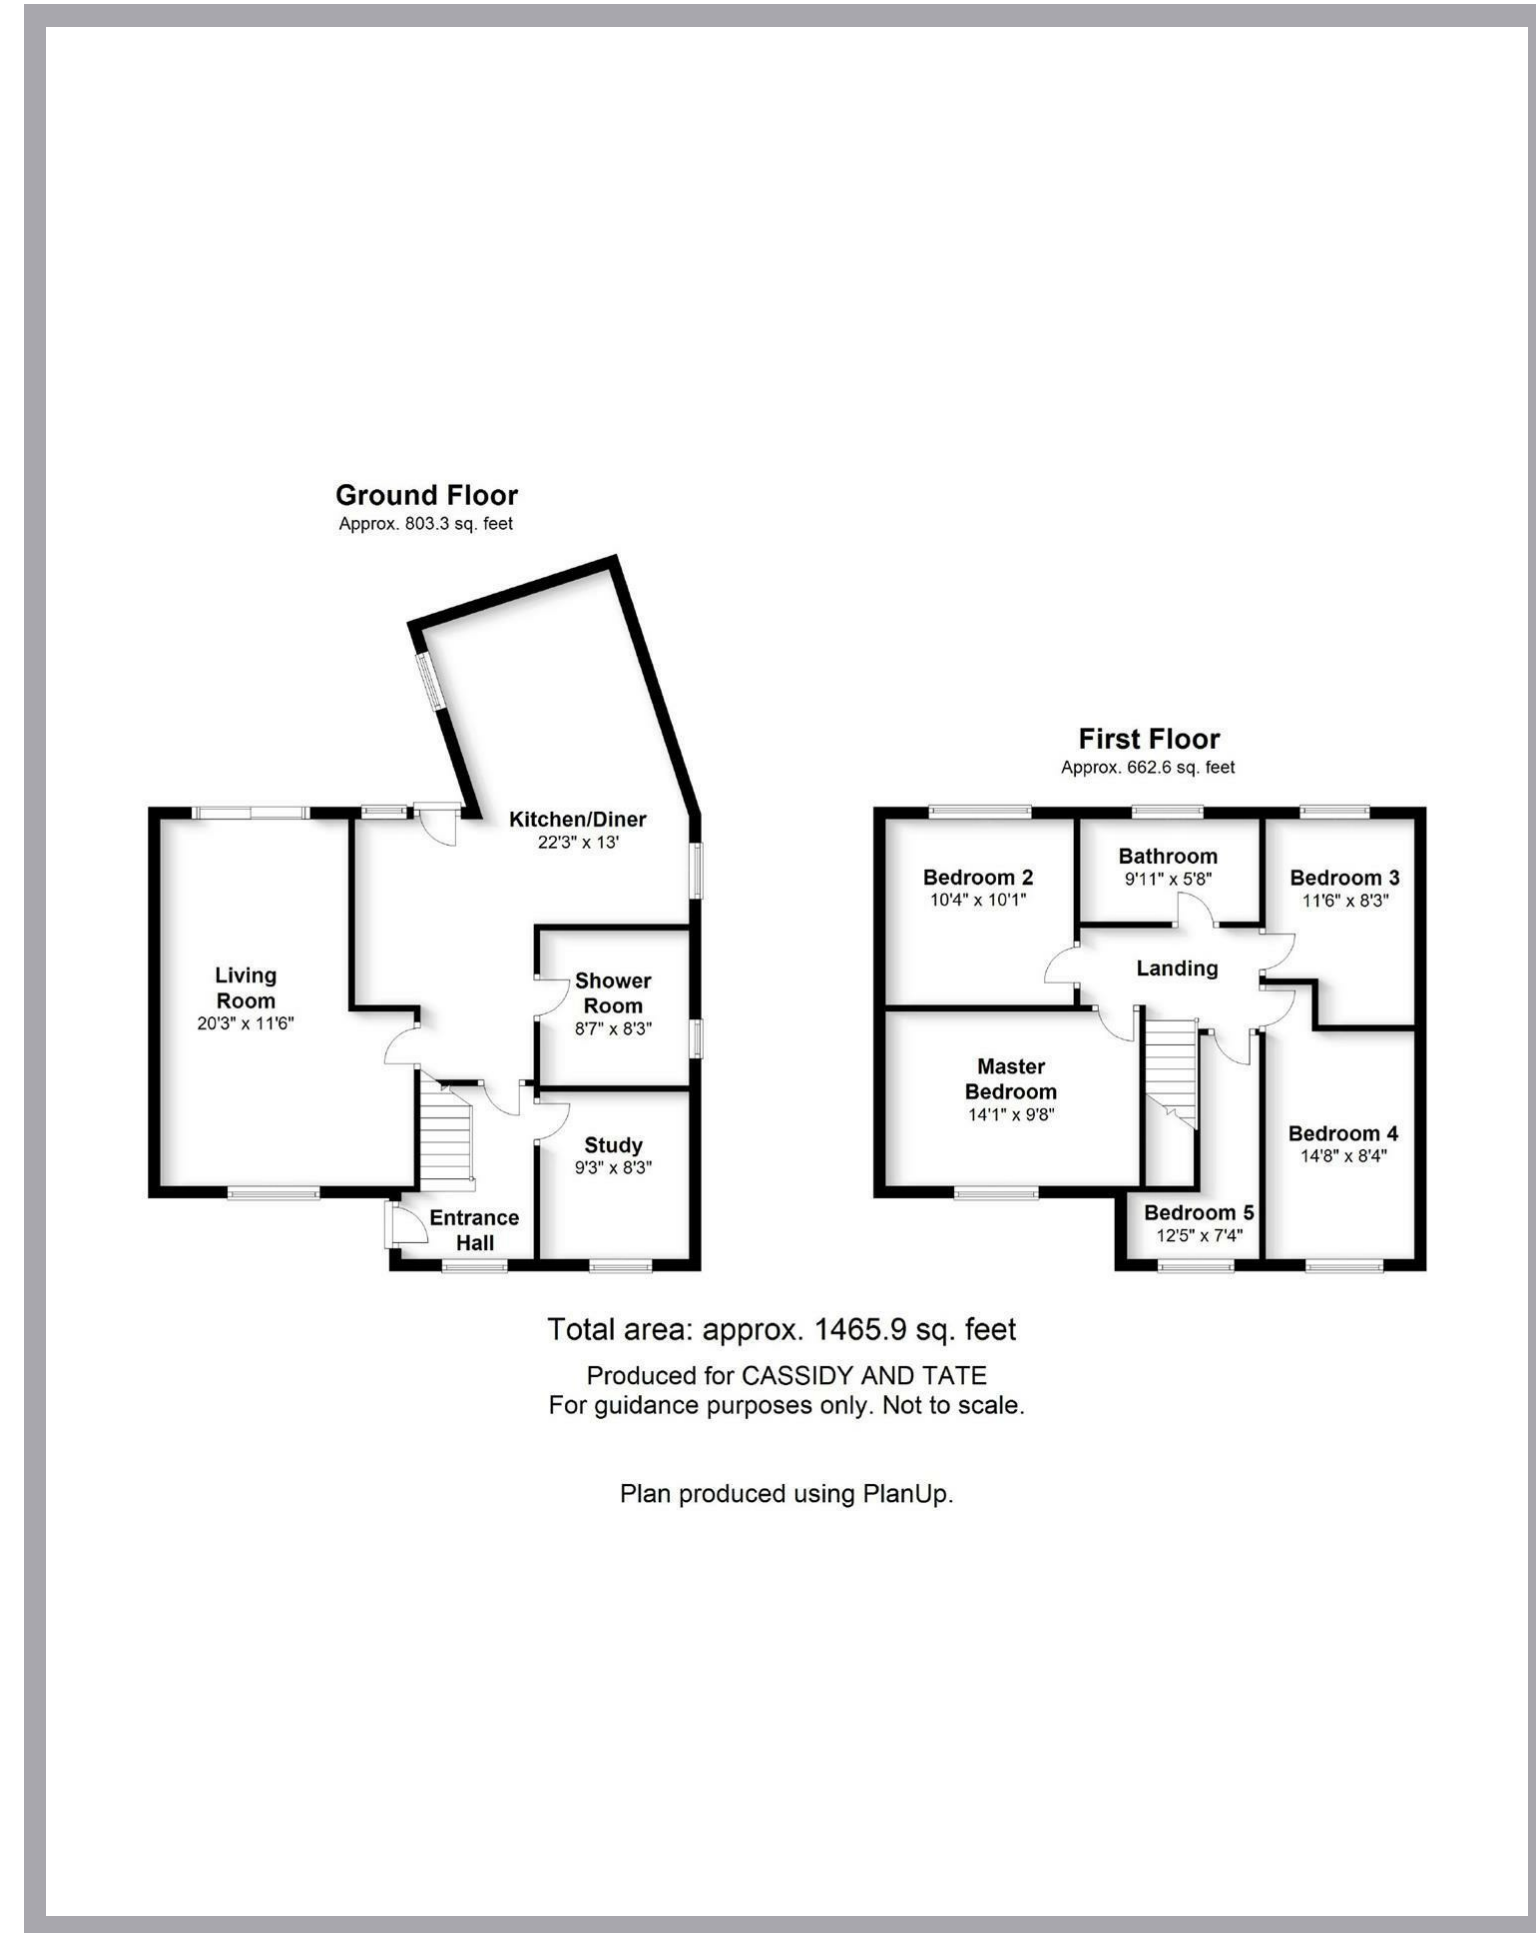 Ground Floor
Approx. 803.3 sq. feet
Kitchen/Diner
22'3" x 13'
Living
Room
20'3" x 11'6"
Shower
Room
8'7" x 8'3"
Study
9'3" x 8'3"
Entrance
Hall
First Floor
Approx. 662.6 sq. feet
Bedroom 2
10'4" x 10'1"
Bathroom
9'11" x 5'8"
Bedroom 3
11'6" x 8'3"
Landing
Master
Bedroom
14'1" x 9'8"
Bedroom 4
14'8" x 8'4"
Bedroom 5
12'5" x 7'4"
Total area: approx. 1465.9 sq. feet
Produced for CASSIDY AND TATE
For guidance purposes only. Not to scale.
Plan produced using PlanUp.